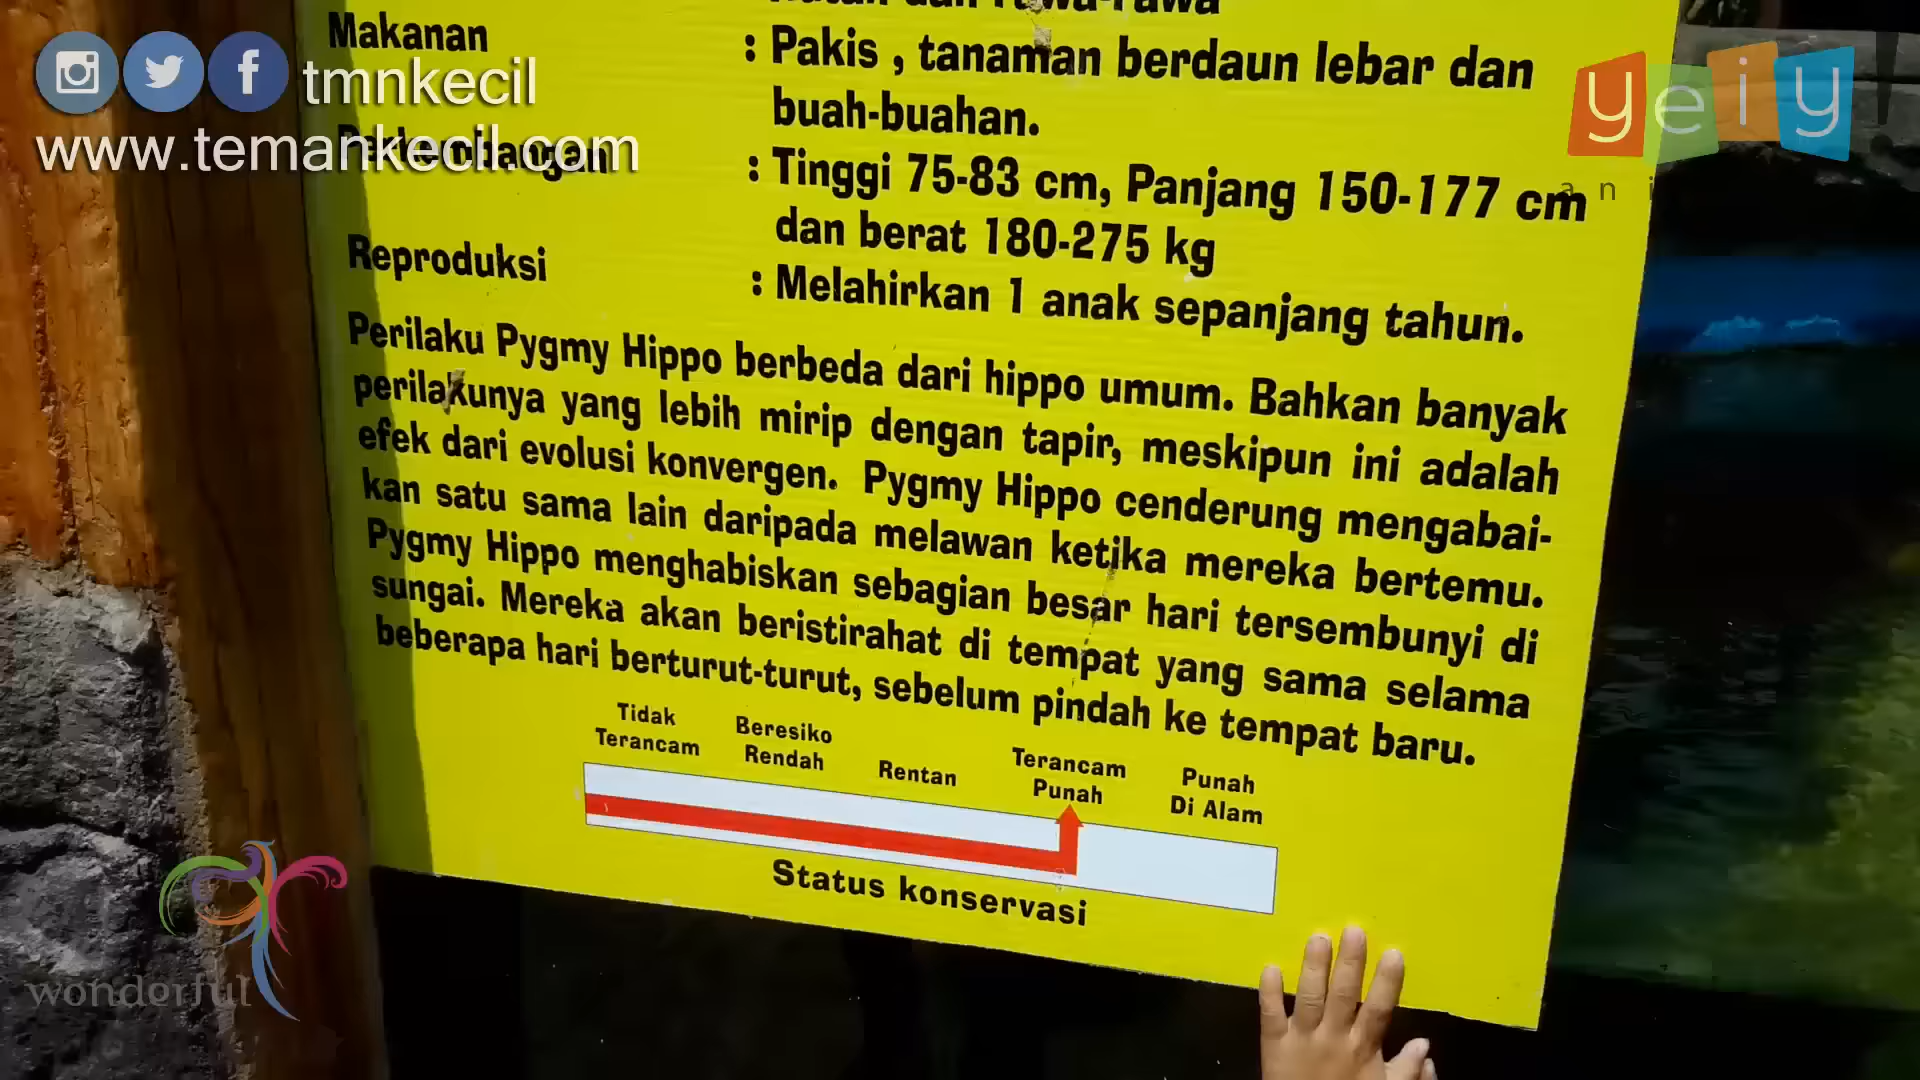 Makanan
: Pakis , tanaman berdaun lebar dan
buah-buahan.
: Tinggi 75-83 cm, Panjang 150-177 cm
dan berat 180-275 kg
Reproduksi
: Melahirkan 1 anak sepanjang tahun.
Perilaku Pygmy Hippo berbeda dari hippo umum. Bahkan banyak
perilakunya yang lebih mirip dengan tapir, meskipun ini adalah
efek dari evolusi konvergen. Pygmy Hippo cenderung mengabai-
kan satu sama lain daripada melawan ketika mereka bertemu.
Pygmy Hippo menghabiskan sebagian besar hari tersembunyi di
sungai. Mereka akan beristirahat di tempat yang sama selama
beberapa hari berturut-turut, sebelum pindah ke tempat baru.
Tidak
Terancam
Beresiko
Rendah
Rentan
Terancam
Punah
Punah
Di Alam
Status konservasi
tmnkecil
www.temankecil.com
yeiy
wonderful